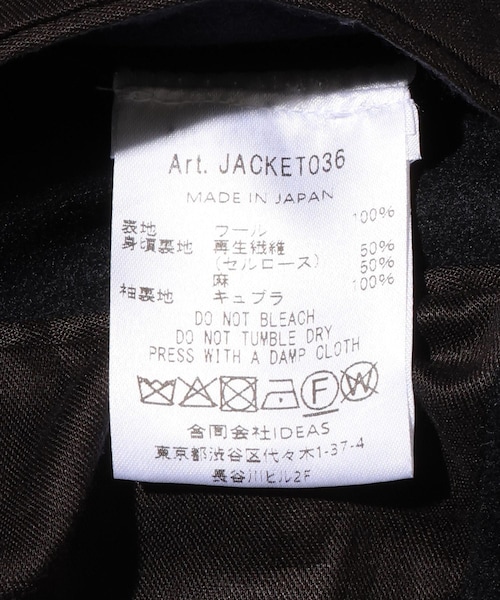 Art. JACKET036
MADE IN JAPAN
表地 ウール 100%
身頃裏地 再生繊維 50%
(セルロース) 50%
麻 100%
袖裏地 キュプラ
DO NOT BLEACH
DO NOT TUMBLE DRY
PRESS WITH A DAMP CLOTH
F W
合同会社IDEAS
東京都渋谷区代々木1-37-4
長谷川ビル2F